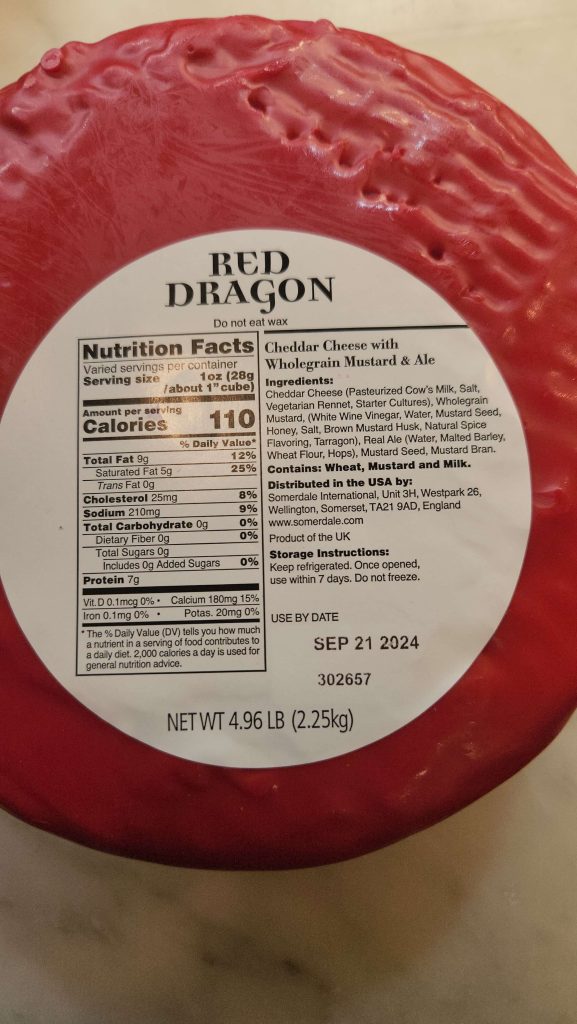 RED
DRAGON
Do not eat wax
Nutrition Facts
Varied servings per container
Serving size 1oz (28g
/about 1" cube)
Amount per serving
Calories 110
% Daily Value*
Total Fat 9g 12%
Saturated Fat 5g 25%
Trans Fat 0g
Cholesterol 25mg 8%
Sodium 210mg 9%
Total Carbohydrate 0g 0%
Dietary Fiber 0g 0%
Total Sugars 0g
Includes 0g Added Sugars 0%
Protein 7g
Vit.D 0.1mcg 0% • Calcium 180mg 15%
Iron 0.1mg 0% • Potas. 20mg 0%
* The % Daily Value (DV) tells you how much
a nutrient in a serving of food contributes to
a daily diet. 2,000 calories a day is used for
general nutrition advice.
Cheddar Cheese with
Wholegrain Mustard & Ale
Ingredients:
Cheddar Cheese (Pasteurized Cow's Milk, Salt,
Vegetarian Rennet, Starter Cultures), Wholegrain
Mustard, (White Wine Vinegar, Water, Mustard Seed,
Honey, Salt, Brown Mustard Husk, Natural Spice
Flavoring, Tarragon), Real Ale (Water, Malted Barley,
Wheat Flour, Hops), Mustard Seed, Mustard Bran.
Contains: Wheat, Mustard and Milk.
Distributed in the USA by:
Somerdale International, Unit 3H, Westpark 26,
Wellington, Somerset, TA21 9AD, England
www.somerdale.com
Product of the UK
Storage Instructions:
Keep refrigerated. Once opened,
use within 7 days. Do not freeze.
USE BY DATE
SEP 21 2024
302657
NET WT 4.96 LB (2.25kg)